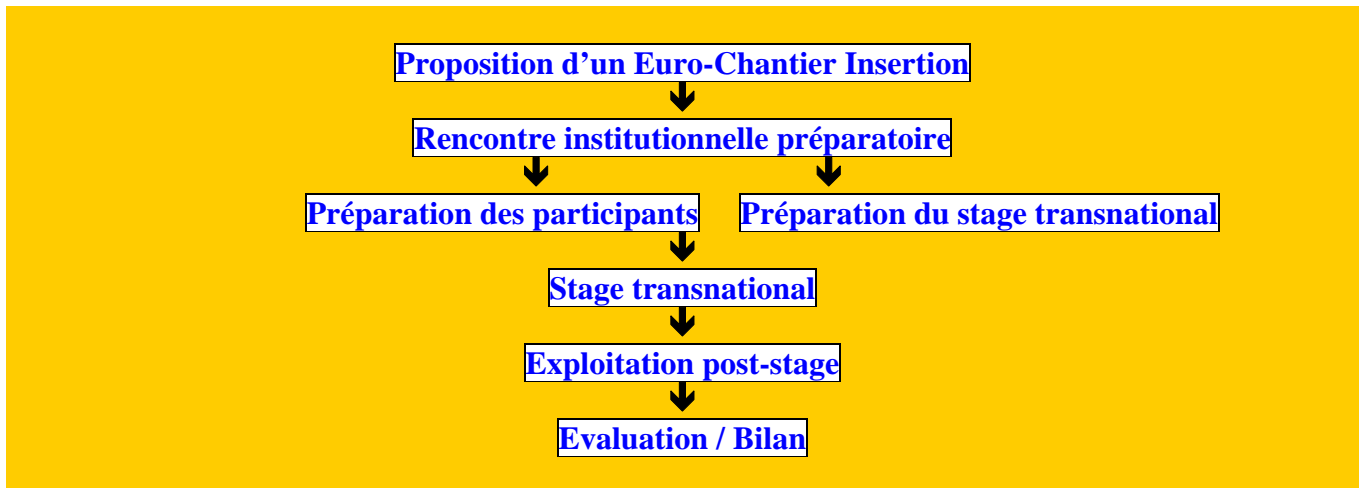 Proposition d’un Euro-Chantier Insertion
Rencontre institutionnelle préparatoire
Préparation des participants
Préparation du stage transnational
Stage transnational
Exploitation post-stage
Evaluation / Bilan